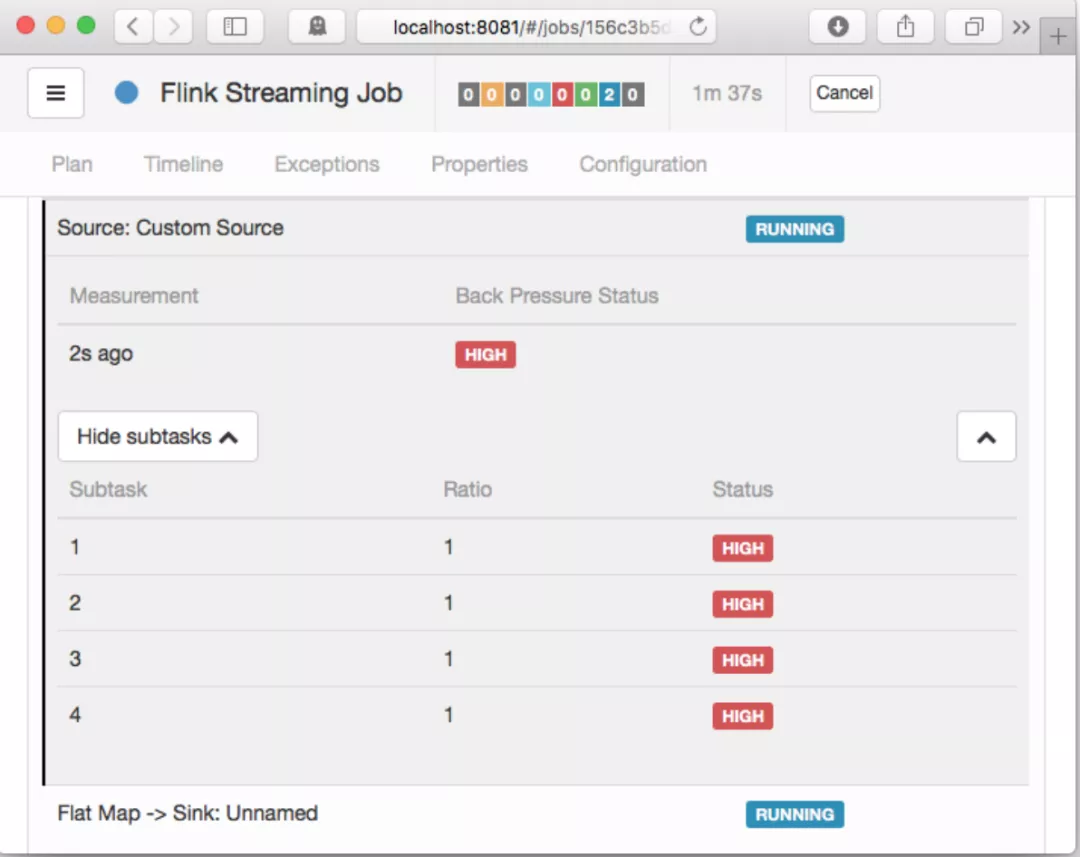 localhost:8081/#/jobs/156c3b5d
Flink Streaming Job 0 0 0 0 0 0 2 0 1m 37s Cancel
Plan Timeline Exceptions Properties Configuration
Source: Custom Source RUNNING
Measurement Back Pressure Status
2s ago HIGH
Hide subtasks
Subtask Ratio Status
1 1 HIGH
2 1 HIGH
3 1 HIGH
4 1 HIGH
Flat Map -> Sink: Unnamed RUNNING